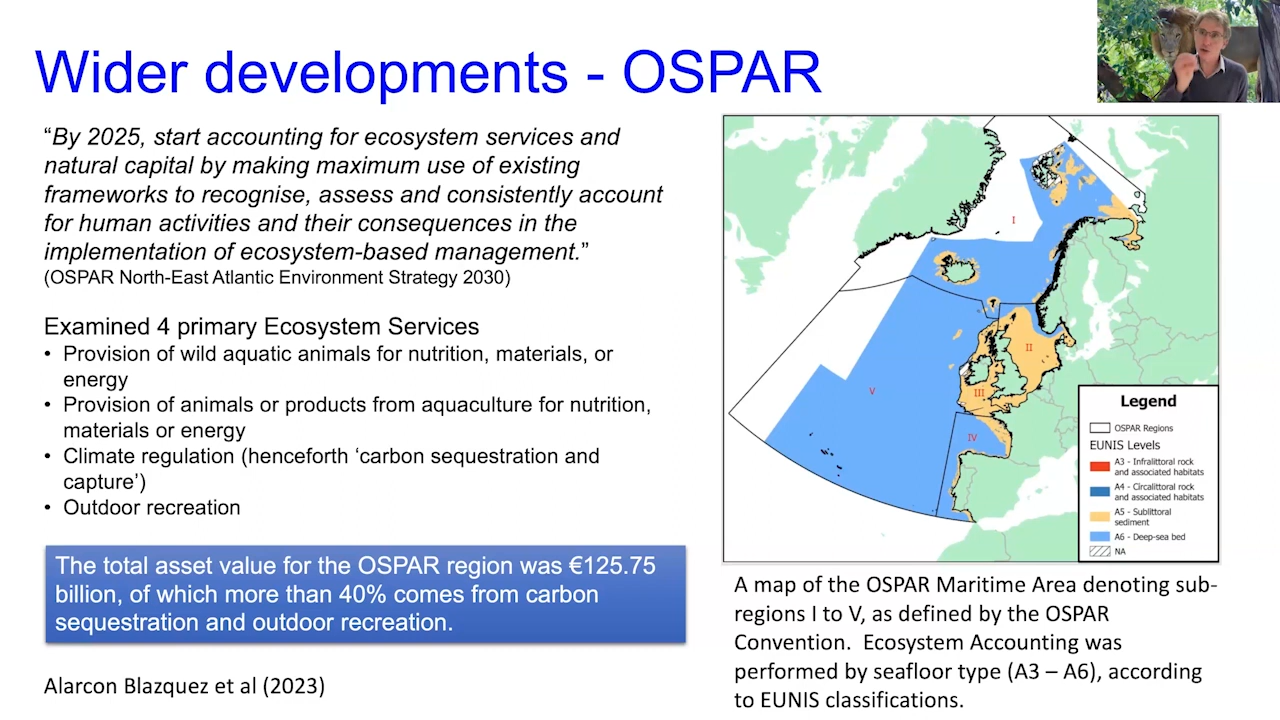 Wider developments - OSPAR
“By 2025, start accounting for ecosystem services and
natural capital by making maximum use of existing
frameworks to recognise, assess and consistently account
for human activities and their consequences in the
implementation of ecosystem-based management.”
(OSPAR North-East Atlantic Environment Strategy 2030)
Examined 4 primary Ecosystem Services
• Provision of wild aquatic animals for nutrition, materials, or
energy
• Provision of animals or products from aquaculture for nutrition,
materials or energy
• Climate regulation (henceforth ‘carbon sequestration and
capture’)
• Outdoor recreation
The total asset value for the OSPAR region was €125.75
billion, of which more than 40% comes from carbon
sequestration and outdoor recreation.
Alarcon Blazquez et al (2023)
I
II
III
IV
V
Legend
OSPAR Regions
EUNIS Levels
A3 - Infralittoral rock
and associated habitats
A4 - Circalittoral rock
and associated habitats
A5 - Sublittoral
sediment
A6 - Deep-sea bed
NA
A map of the OSPAR Maritime Area denoting sub-
regions I to V, as defined by the OSPAR
Convention. Ecosystem Accounting was
performed by seafloor type (A3 – A6), according
to EUNIS classifications.